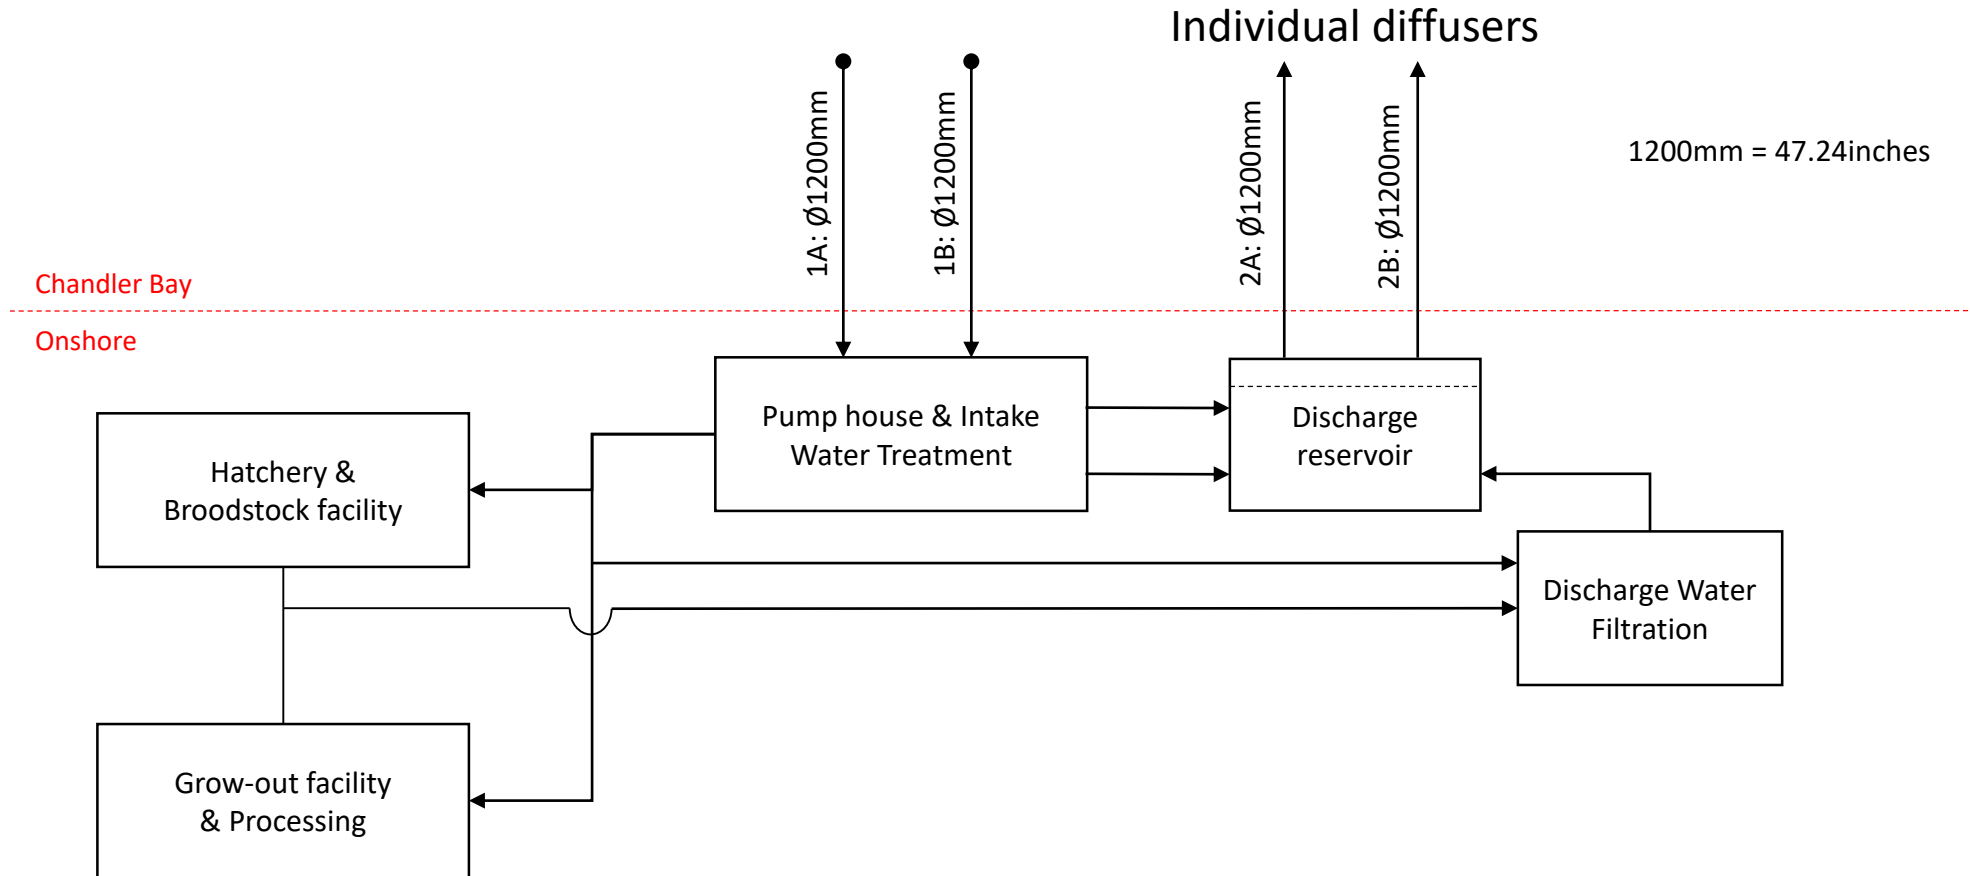 Individual diffusers
1A: Ø1200mm
1B: Ø1200mm
2A: Ø1200mm
2B: Ø1200mm
1200mm = 47.24inches
Chandler Bay
Onshore
Pump house & Intake
Water Treatment
Discharge
reservoir
Hatchery &
Broodstock facility
Discharge Water
Filtration
Grow-out facility
& Processing